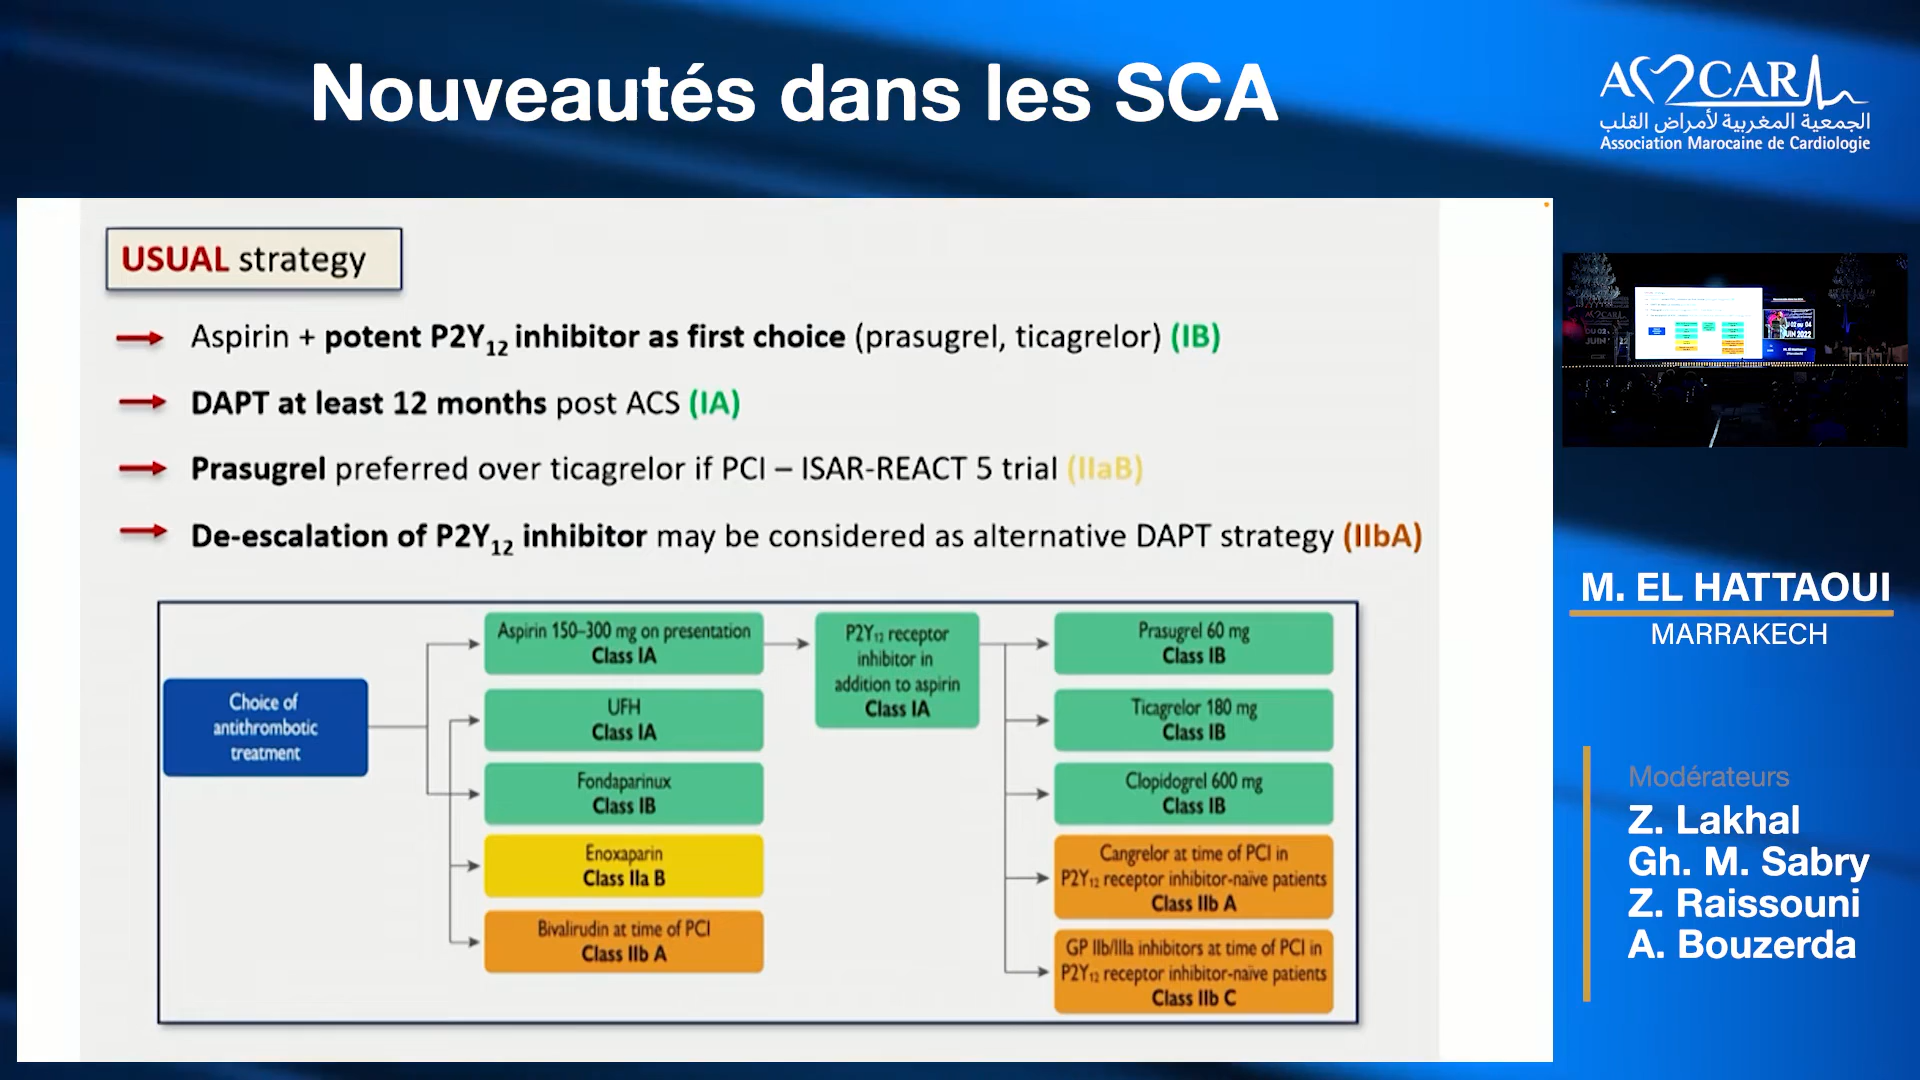 Nouveautés dans les SCA
A CAR
الجمعية المغربية لأمراض القلب
Association Marocaine de Cardiologie
USUAL strategy
Aspirin + potent P2Y12 inhibitor as first choice (prasugrel, ticagrelor) (IB)
DAPT at least 12 months post ACS (IA)
Prasugrel preferred over ticagrelor if PCI – ISAR-REACT 5 trial (IIaB)
De-escalation of P2Y12 inhibitor may be considered as alternative DAPT strategy (IIbA)
Choice of
antithrombotic
treatment
Aspirin 150–300 mg on presentation
Class IA
UFH
Class IA
Fondaparinux
Class IB
Enoxaparin
Class IIa B
Bivalirudin at time of PCI
Class IIb A
P2Y12 receptor
inhibitor in
addition to aspirin
Class IA
Prasugrel 60 mg
Class IB
Ticagrelor 180 mg
Class IB
Clopidogrel 600 mg
Class IB
Cangrelor at time of PCI in
P2Y12 receptor inhibitor-naïve patients
Class IIb A
GP IIb/IIIa inhibitors at time of PCI in
P2Y12 receptor inhibitor-naïve patients
Class IIb C
JUIN 2022
M. EL HATTAOUI
MARRAKECH
Modérateurs
Z. Lakhal
Gh. M. Sabry
Z. Raissouni
A. Bouzerda